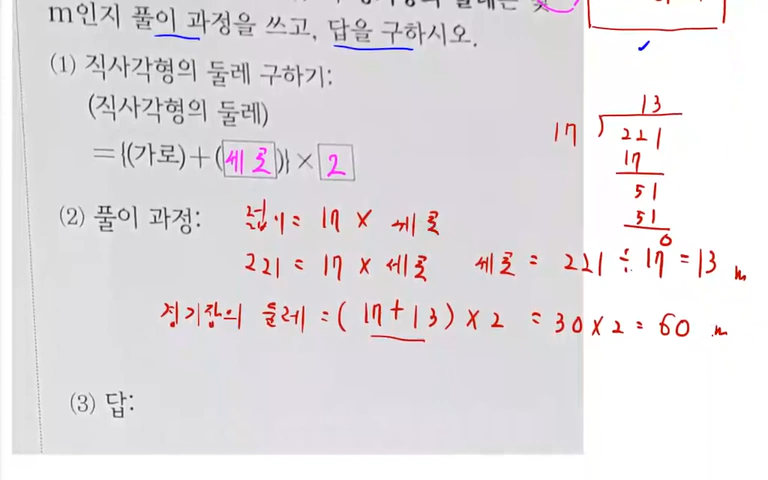 m인지 풀이 과정을 쓰고, 답을 구하시오.
(1) 직사각형의 둘레 구하기:
(직사각형의 둘레)
={(가로)+(세로)}×2
13
17)221
17
51
51
0
(2) 풀이 과정: 넓이= 17 × 세로
221 = 17 × 세로 세로 = 221 ÷ 17 = 13 m
경기장의 둘레 = (17+13) × 2 = 30×2 = 60 m
(3) 답: